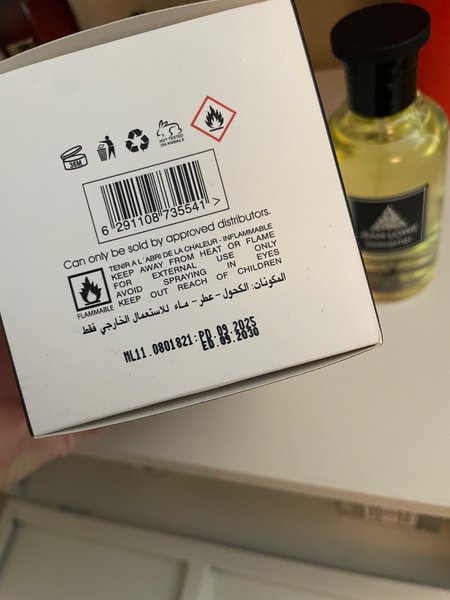 36M
NOT TESTED
ON ANIMALS
6 291108 735541 >
Can only be sold by approved distributors.
TENIR A L'ABRI DE LA CHALEUR - INFLAMMABLE
KEEP AWAY FROM HEAT OR FLAME
FOR EXTERNAL USE ONLY
AVOID SPRAYING IN EYES
KEEP OUT REACH OF CHILDREN
FLAMMABLE
المكونات: الكحول - عطر - ماء للاستعمال الخارجي فقط
ML11.0801821: PD.09.2025
ED.09.2030